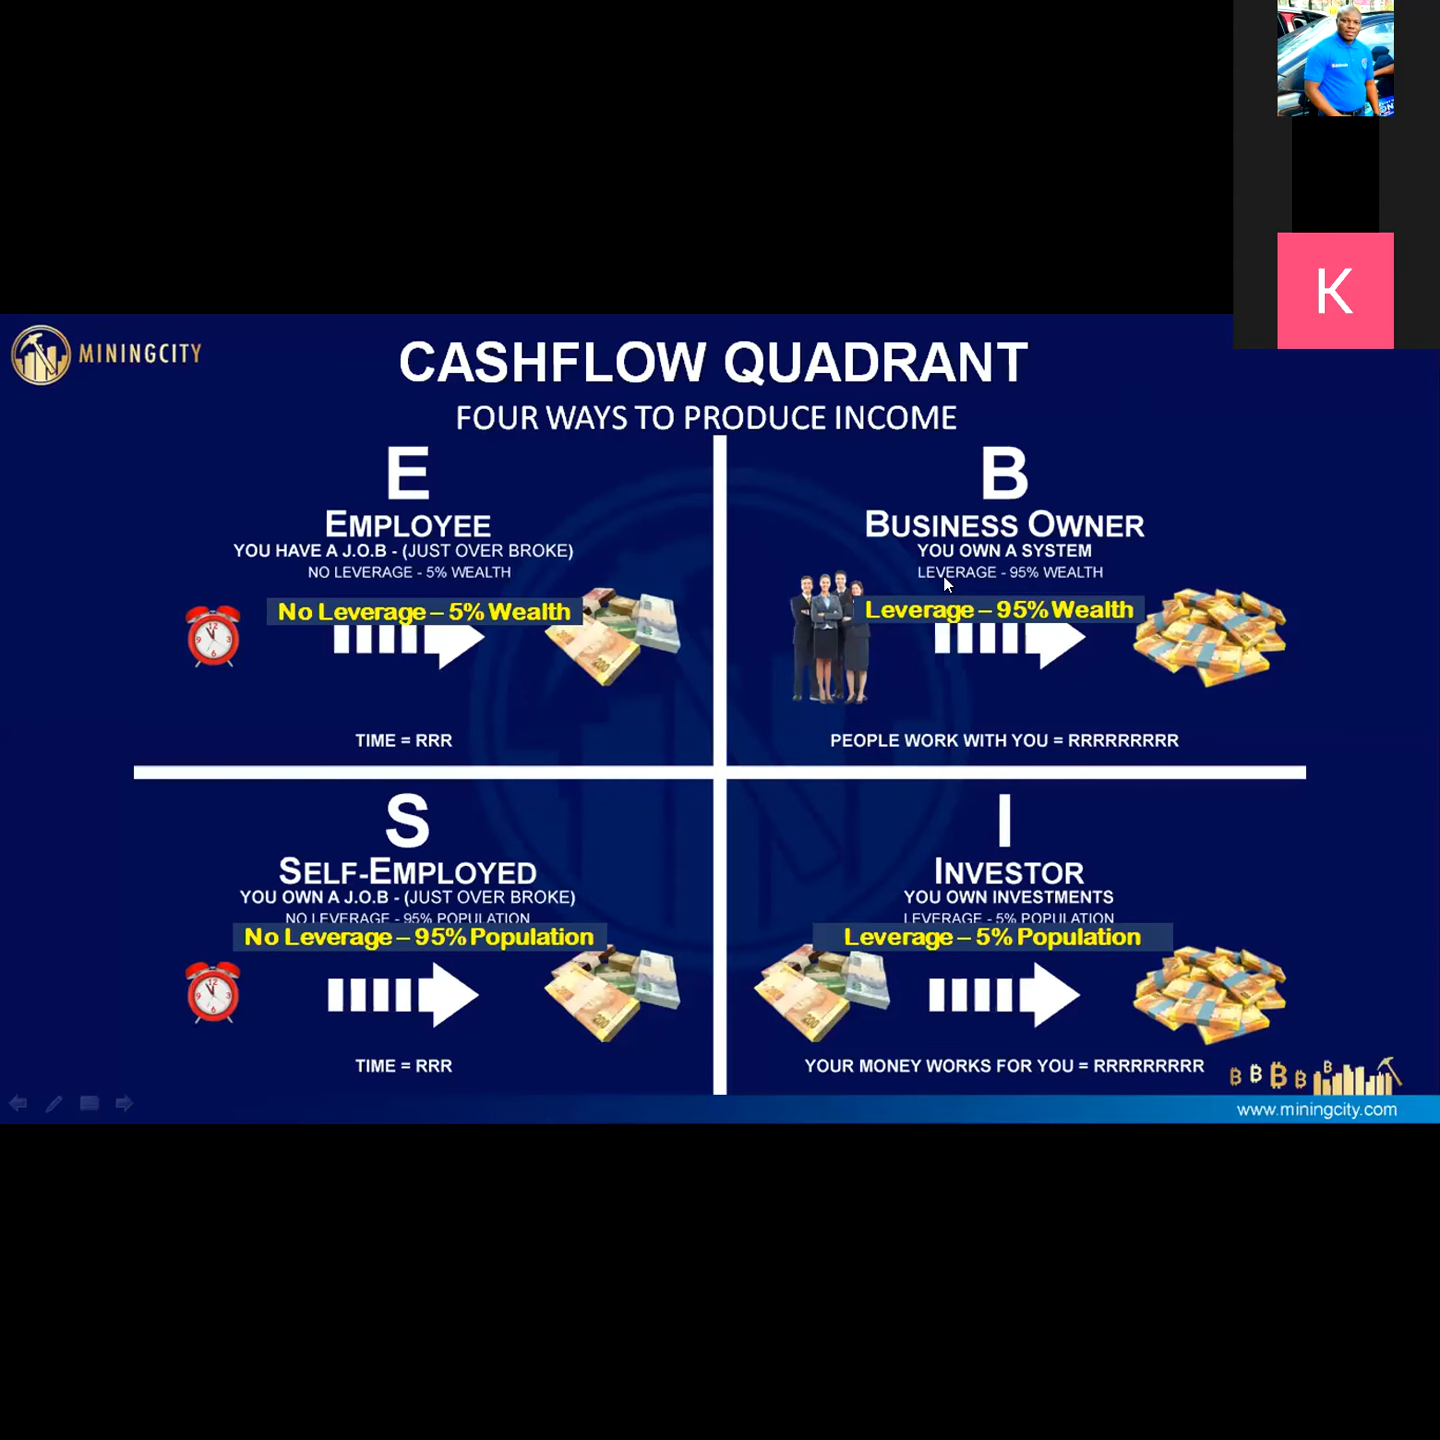 K
MININGCITY
CASHFLOW QUADRANT
FOUR WAYS TO PRODUCE INCOME
E
EMPLOYEE
YOU HAVE A J.O.B - (JUST OVER BROKE)
NO LEVERAGE - 5% WEALTH
No Leverage – 5% Wealth
TIME = RRR
B
BUSINESS OWNER
YOU OWN A SYSTEM
LEVERAGE - 95% WEALTH
Leverage – 95% Wealth
PEOPLE WORK WITH YOU = RRRRRRRRR
S
SELF-EMPLOYED
YOU OWN A J.O.B - (JUST OVER BROKE)
NO LEVERAGE - 95% POPULATION
No Leverage – 95% Population
TIME = RRR
I
INVESTOR
YOU OWN INVESTMENTS
LEVERAGE - 5% POPULATION
Leverage – 5% Population
YOUR MONEY WORKS FOR YOU = RRRRRRRRR
www.miningcity.com